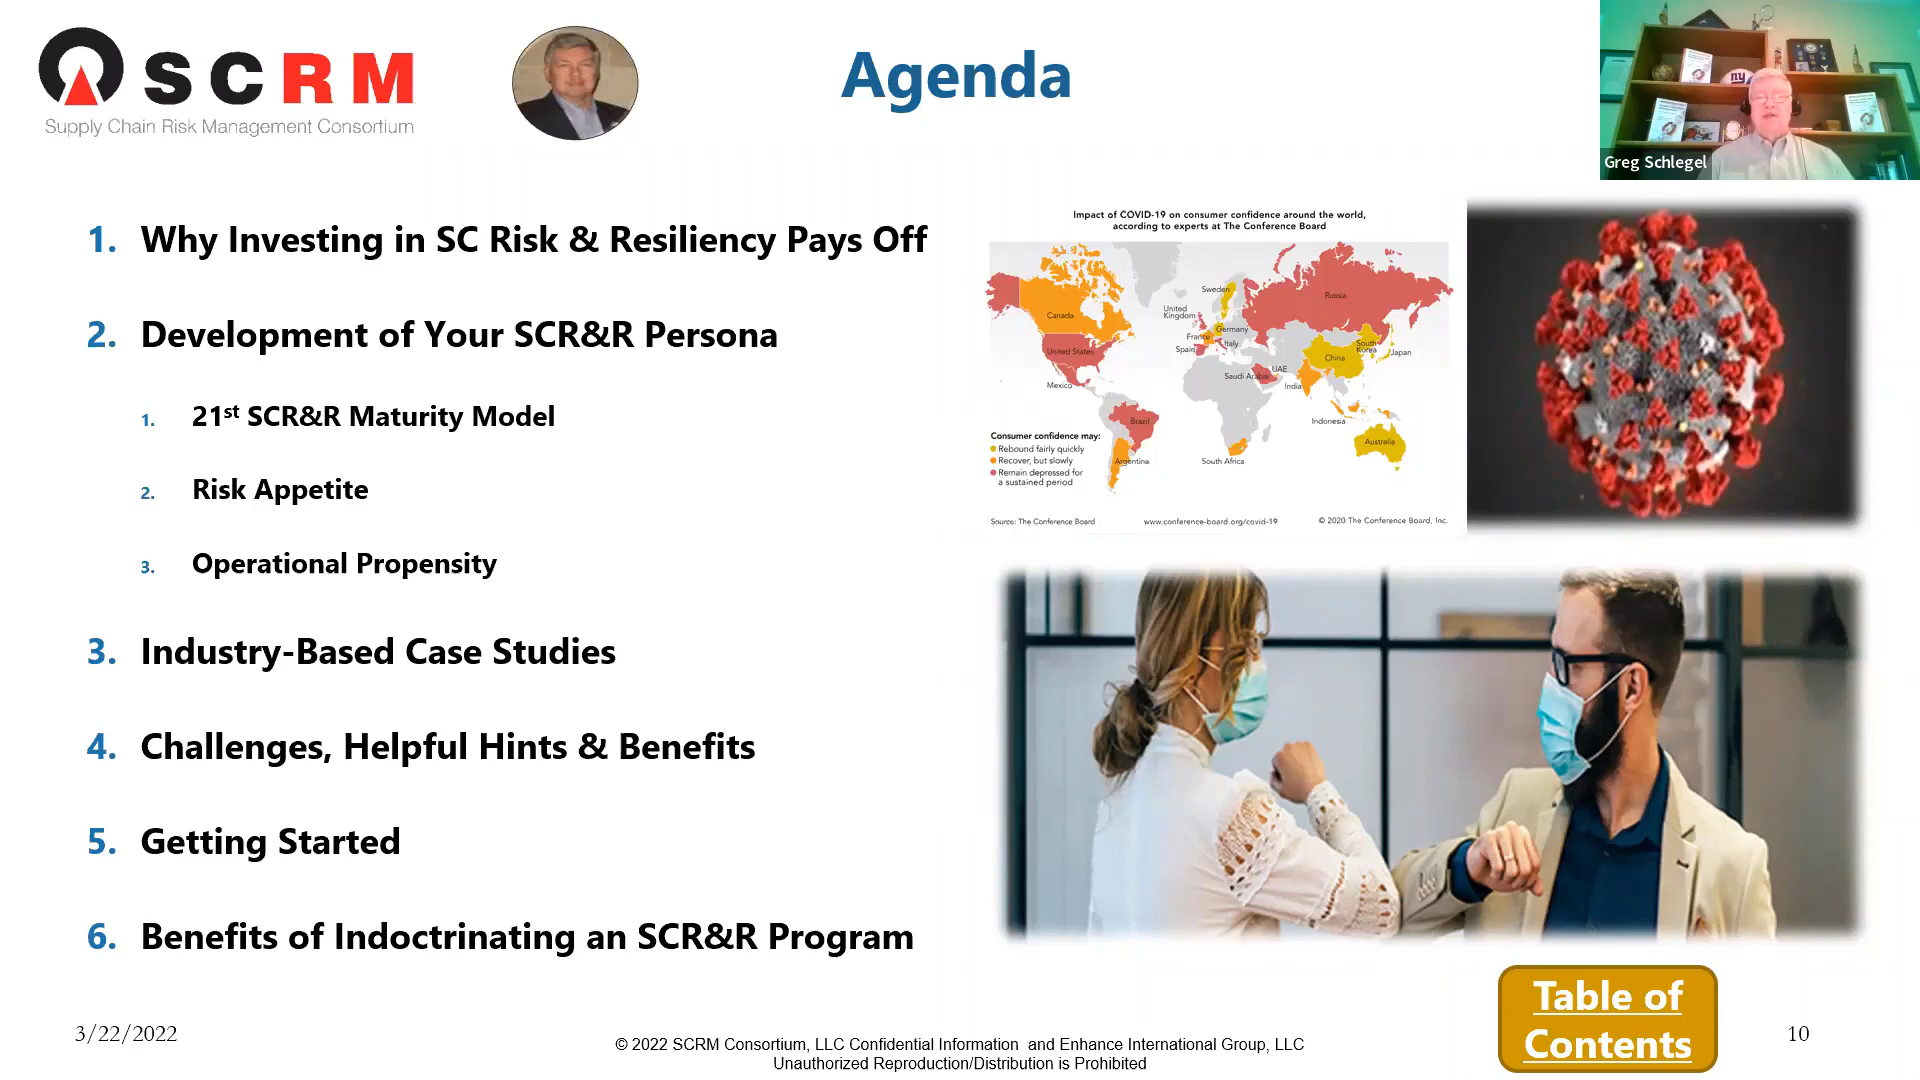 SCRM
Supply Chain Risk Management Consortium
Agenda
ny
Greg Schlegel
1. Why Investing in SC Risk & Resiliency Pays Off
2. Development of Your SCR&R Persona
1. 21st SCR&R Maturity Model
2. Risk Appetite
3. Operational Propensity
3. Industry-Based Case Studies
4. Challenges, Helpful Hints & Benefits
5. Getting Started
6. Benefits of Indoctrinating an SCR&R Program
Impact of COVID-19 on consumer confidence around the world,
according to experts at The Conference Board
Sweden
Russia
United
Kingdom
Canada
Germany
France
Italy
United States
Spain
South
Korea
Japan
China
UAE
Saudi Arabia
Mexico
India
Brazil
Indonesia
Australia
Argentina
South Africa
Consumer confidence may:
Rebound fairly quickly
Recover, but slowly
Remain depressed for
a sustained period
Source: The Conference Board
www.conference-board.org/covid-19
© 2020 The Conference Board, Inc.
Table of
Contents
3/22/2022
© 2022 SCRM Consortium, LLC Confidential Information and Enhance International Group, LLC
Unauthorized Reproduction/Distribution is Prohibited
10